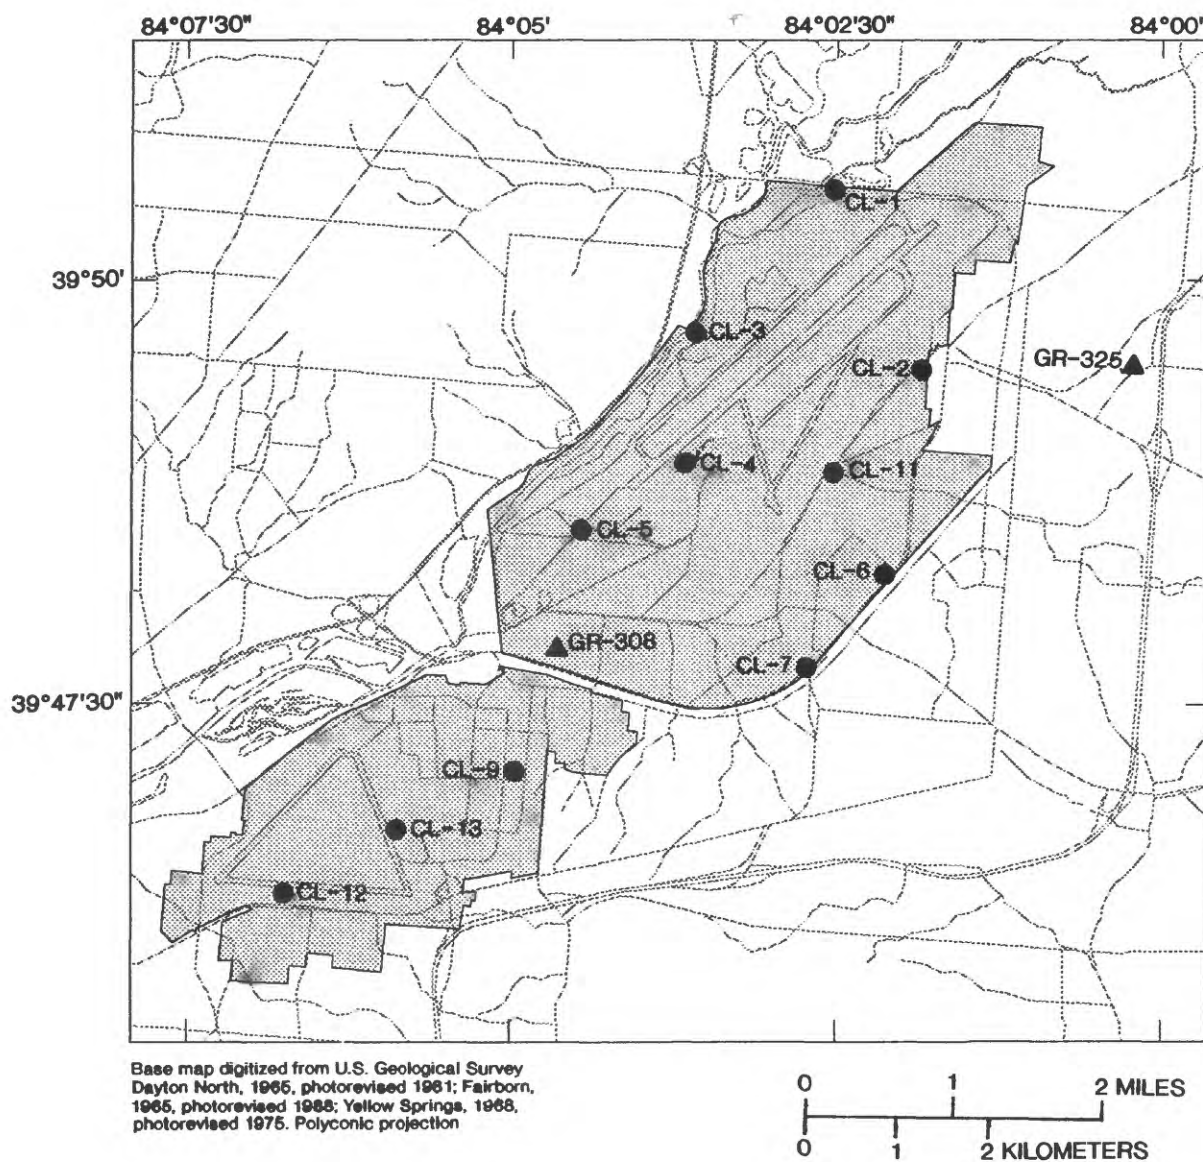 84°07'30" 84°05' 84°02'30" 84°00'
CL-1
39°50'
CL-3
GR-325
CL-2
CL-4
CL-11
CL-5
CL-6
GR-308
CL-7
39°47'30"
CL-9
CL-13
CL-12
Base map digitized from U.S. Geological Survey
Dayton North, 1965, photorevised 1981; Fairborn,
1965, photorevised 1988; Yellow Springs, 1968,
photorevised 1975. Polyconic projection
0 1 2 MILES
0 1 2 KILOMETERS